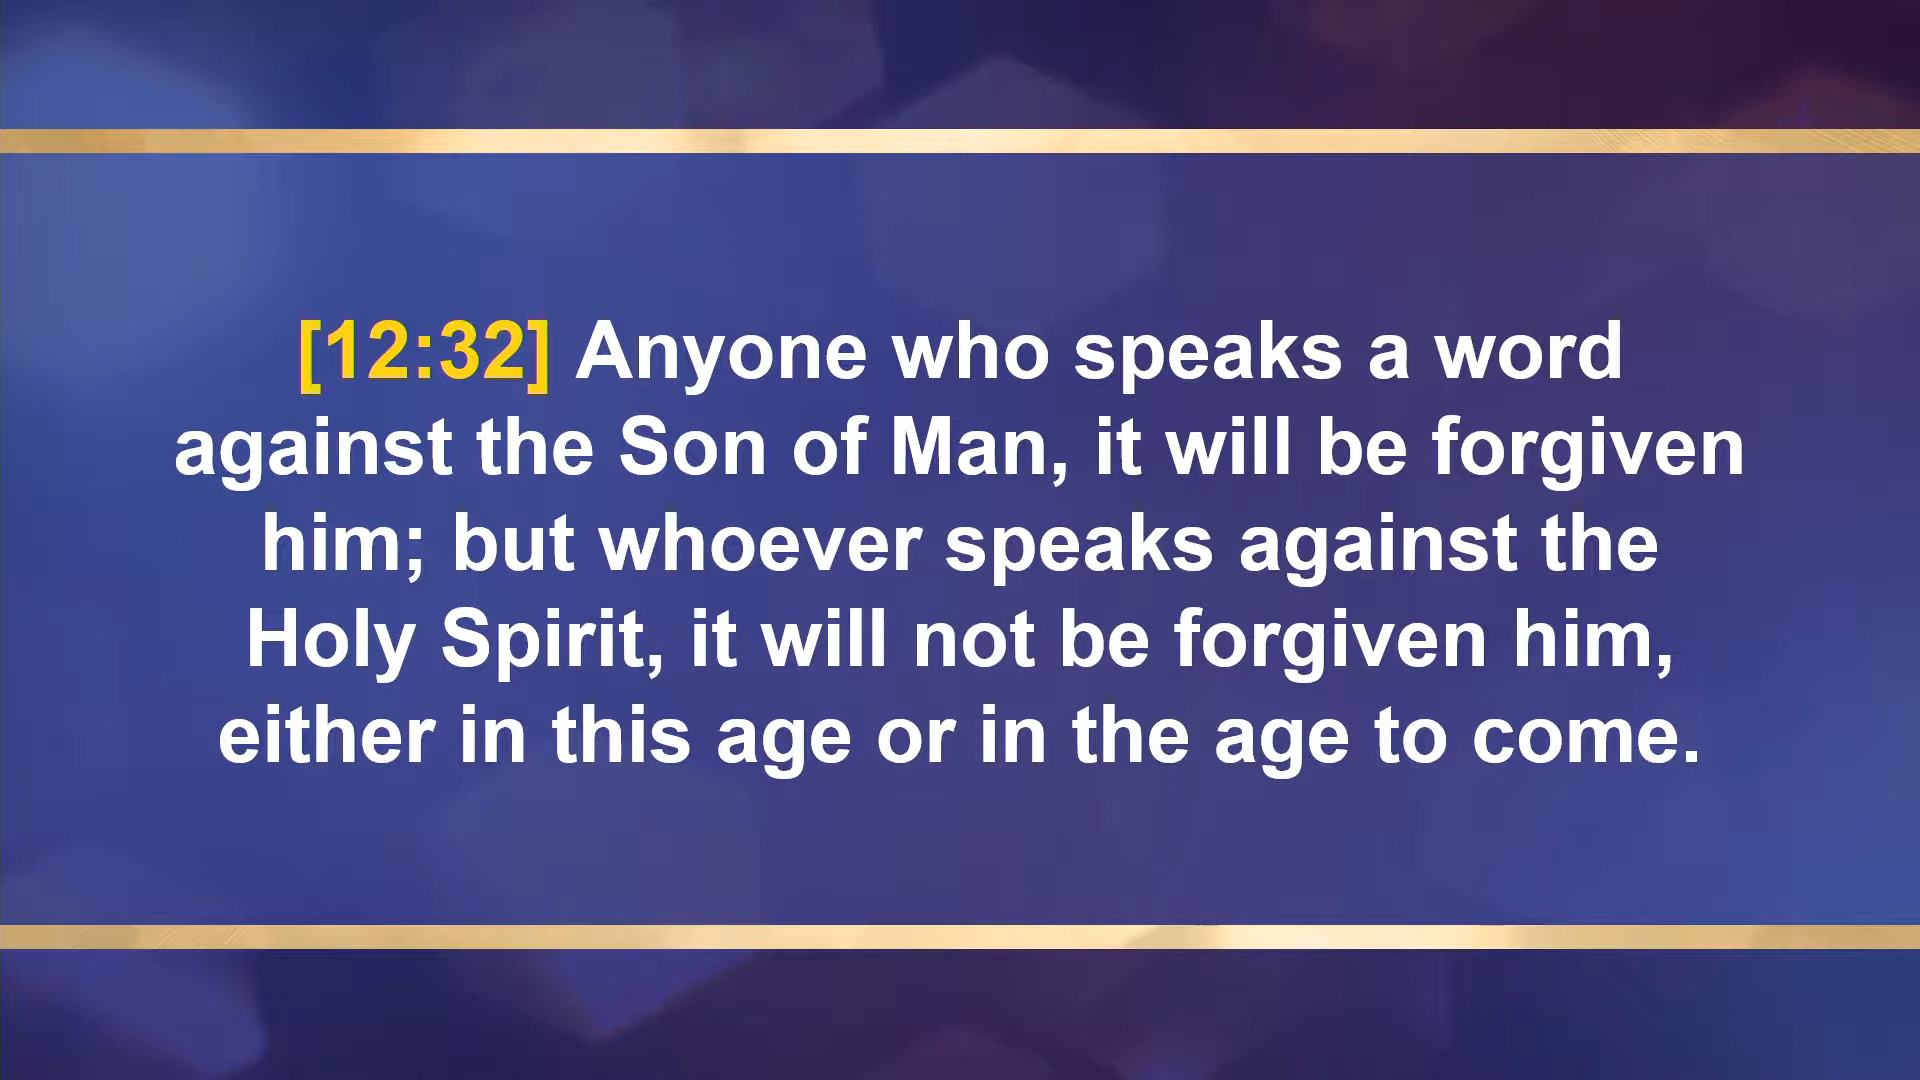 [12:32] Anyone who speaks a word
against the Son of Man, it will be forgiven
him; but whoever speaks against the
Holy Spirit, it will not be forgiven him,
either in this age or in the age to come.